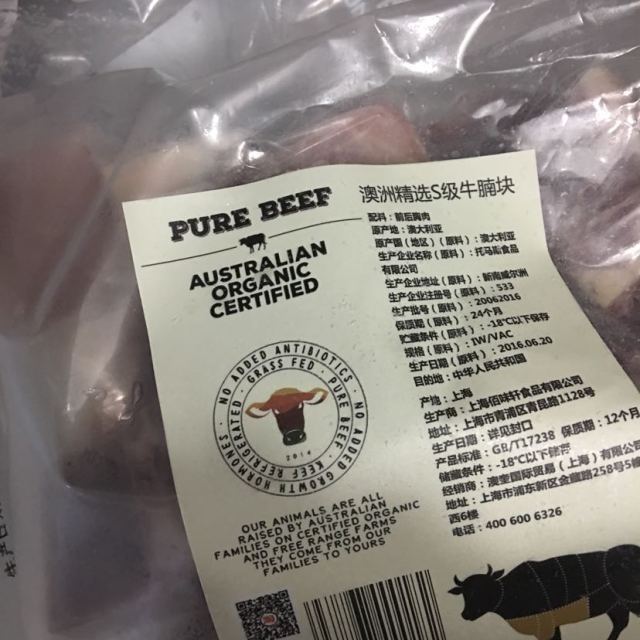 PURE BEEF
AUSTRALIAN
ORGANIC
CERTIFIED
NO ADDED ANTIBIOTICS · NO ADDED GROWTH HORMONES ·
GRASS FED · PURE BEEF · KEEP REFRIGERATED ·
2014
OUR ANIMALS ARE ALL
RAISED BY AUSTRALIAN
FAMILIES ON CERTIFIED ORGANIC
AND FREE RANGE FARMS
THEY COME FROM OUR
FAMILIES TO YOURS
澳洲精选S级牛腩块
配料：前后胸肉
原产地：澳大利亚
原产国（地区）（原料）：澳大利亚
生产企业名称（原料）：托马斯食品
有限公司
生产企业地址（原料）：新南威尔洲
生产企业注册号（原料）：533
生产批号（原料）：20062016
保质期（原料）：24个月
贮藏条件（原料）：-18℃以下保存
规格（原料）：IW/VAC
生产日期（原料）：2016.06.20
目的地：中华人民共和国
产地：上海
生产商：上海佰味轩食品有限公司
地址：上海市青浦区青昆路1128号
生产日期：详见封口
产品标准：GB/T17238 保质期：12个月
储藏条件：-18℃以下储存
经销商：澳奎国际贸易（上海）有限公司
地址：上海市浦东新区金藏路258号5幢
西6楼
电话：400 600 6326